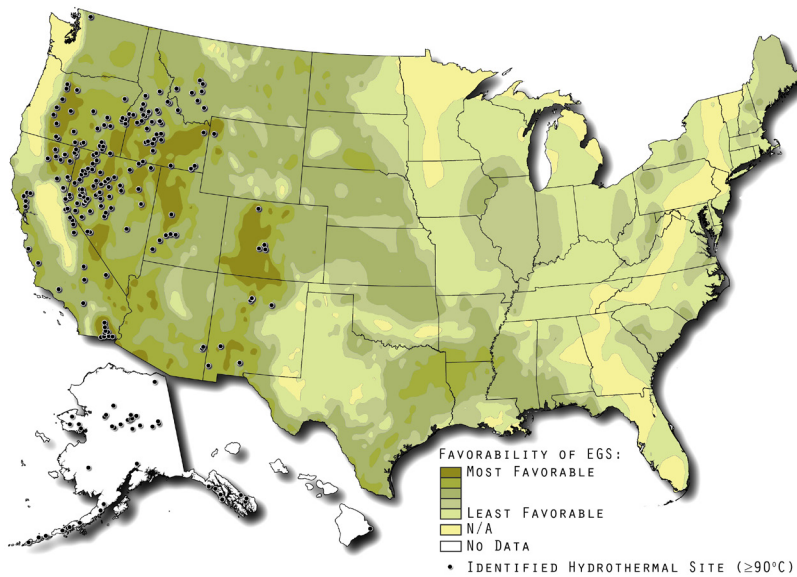 Favorability of EGS:
Most Favorable
Least Favorable
N/A
No Data
Identified Hydrothermal Site (≥90°C)